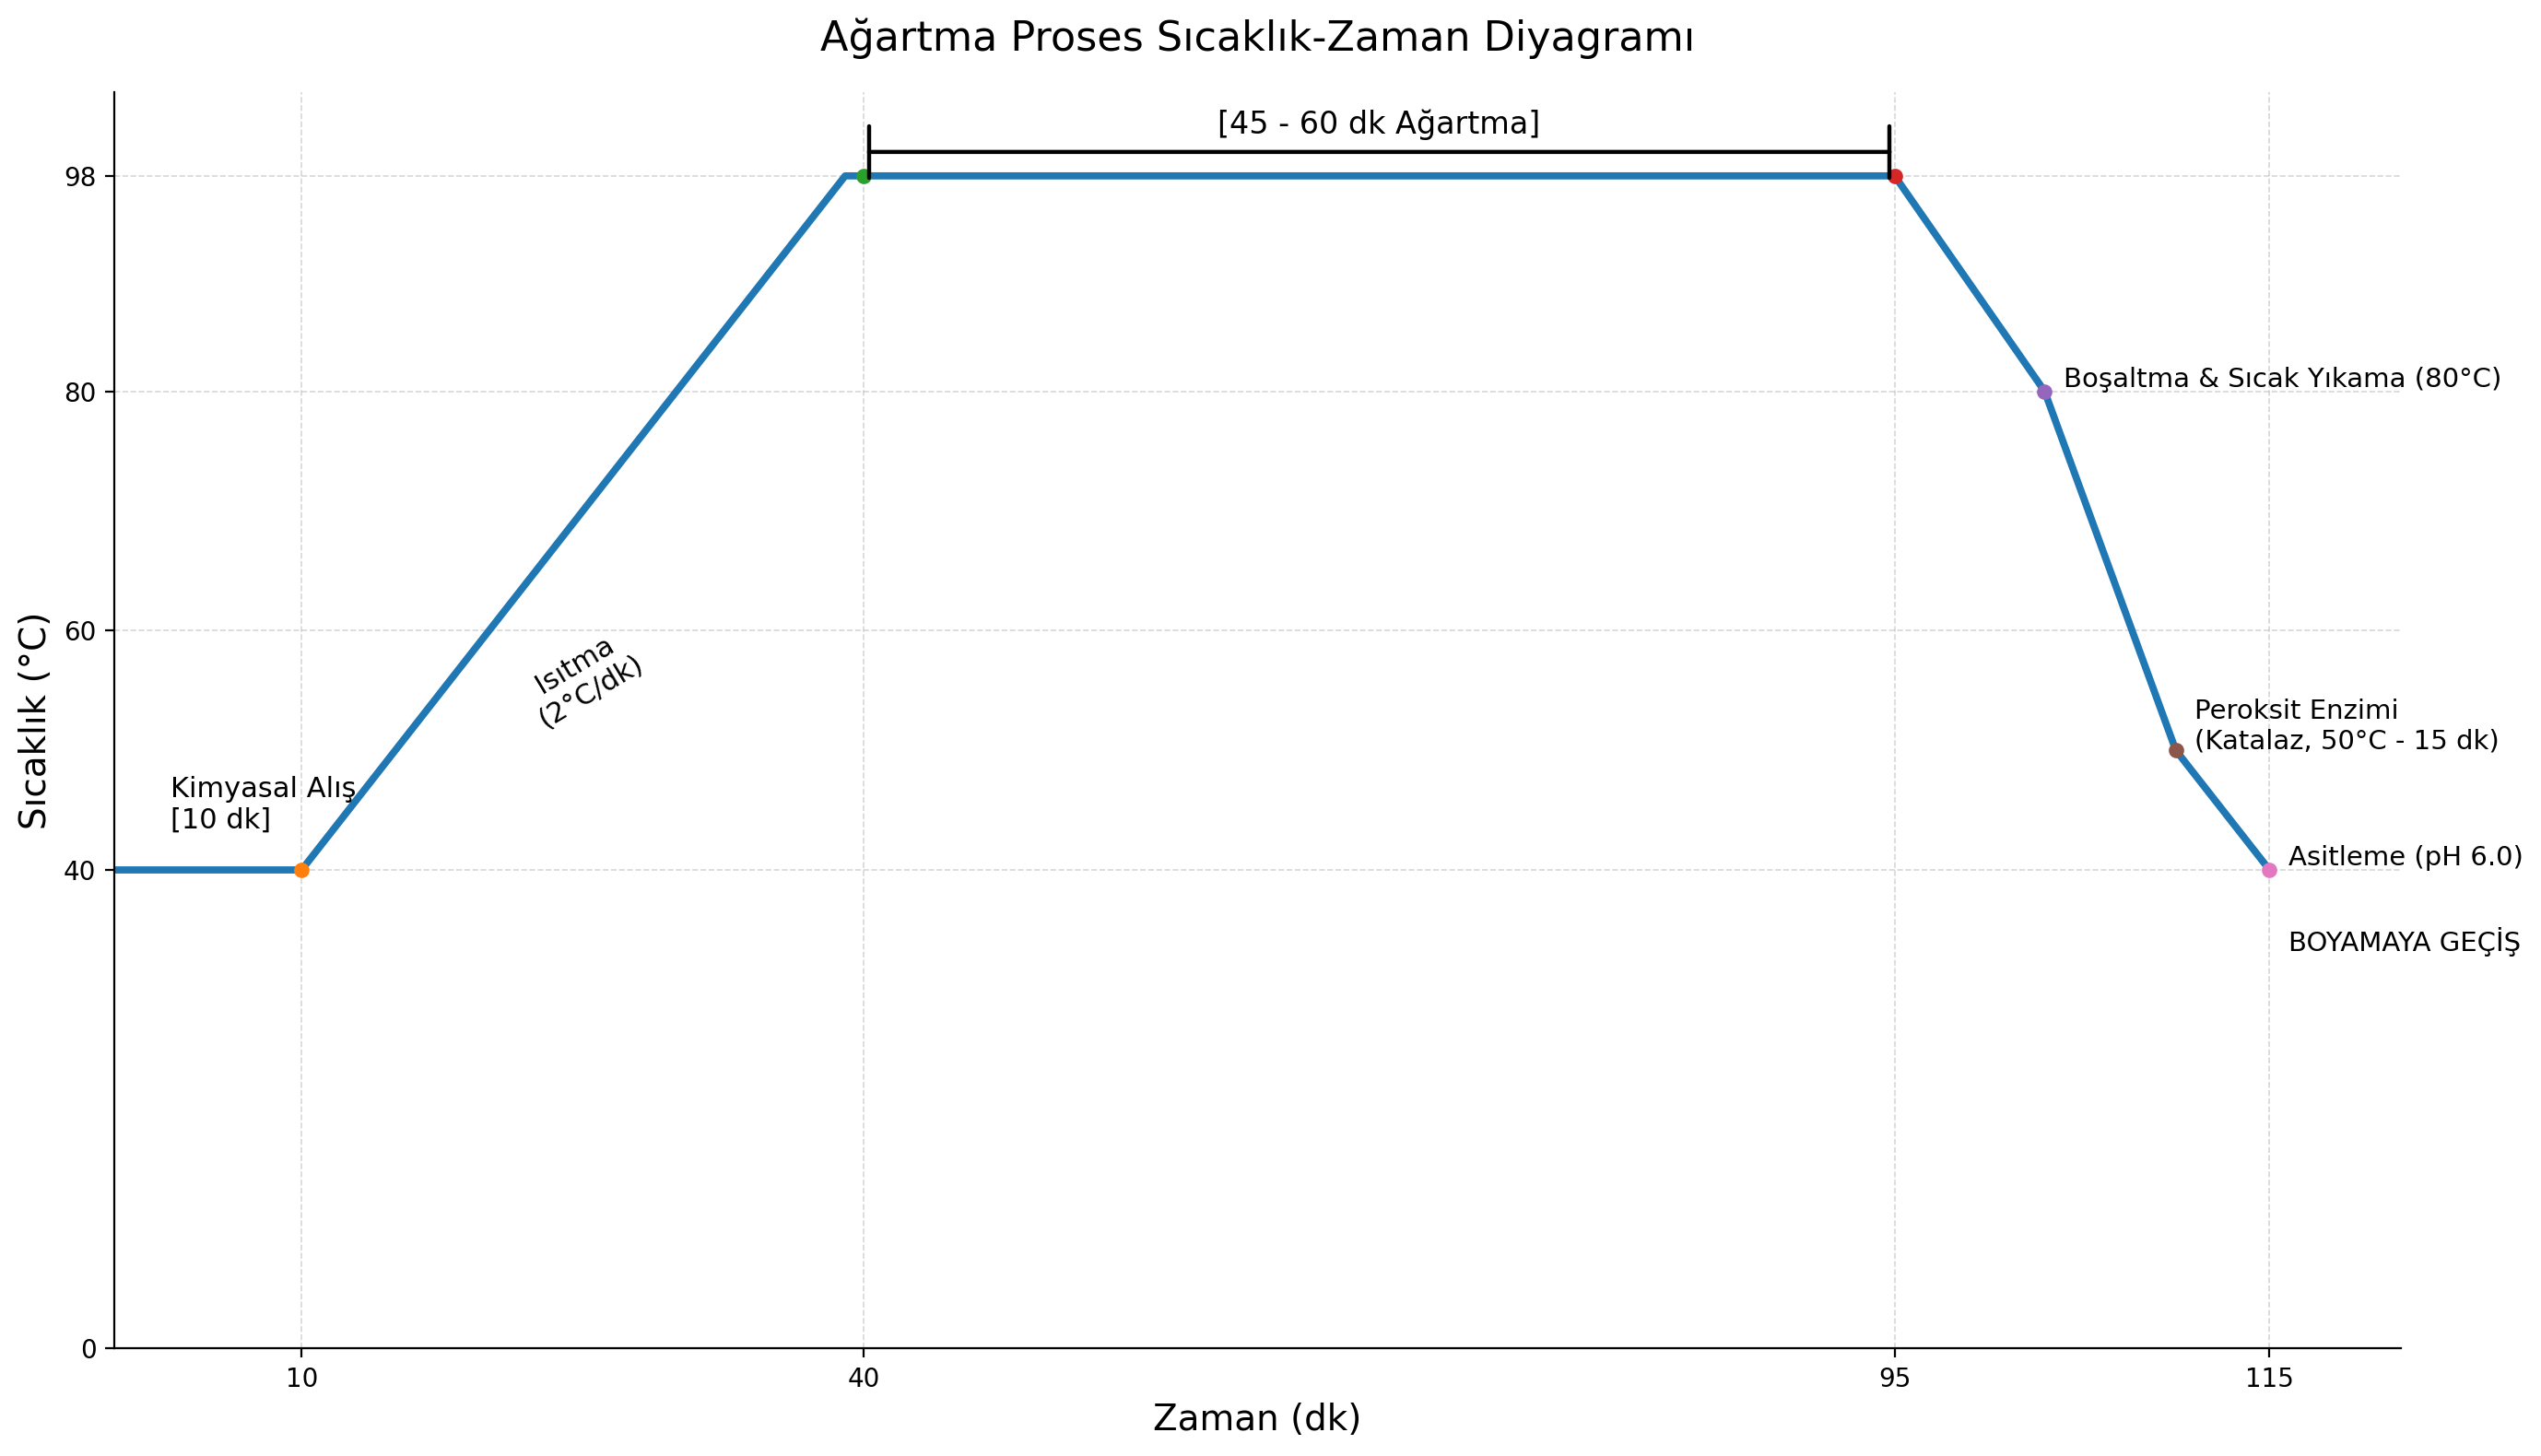 Ağartma Proses Sıcaklık-Zaman Diyagramı
[45 - 60 dk Ağartma]
98
80
Boşaltma & Sıcak Yıkama (80°C)
60
Isıtma
(2°C/dk)
Peroksit Enzimi
(Katalaz, 50°C - 15 dk)
Kimyasal Alış
[10 dk]
40
Asitleme (pH 6.0)
BOYAMAYA GEÇİŞ
0
Sıcaklık (°C)
10
40
95
115
Zaman (dk)